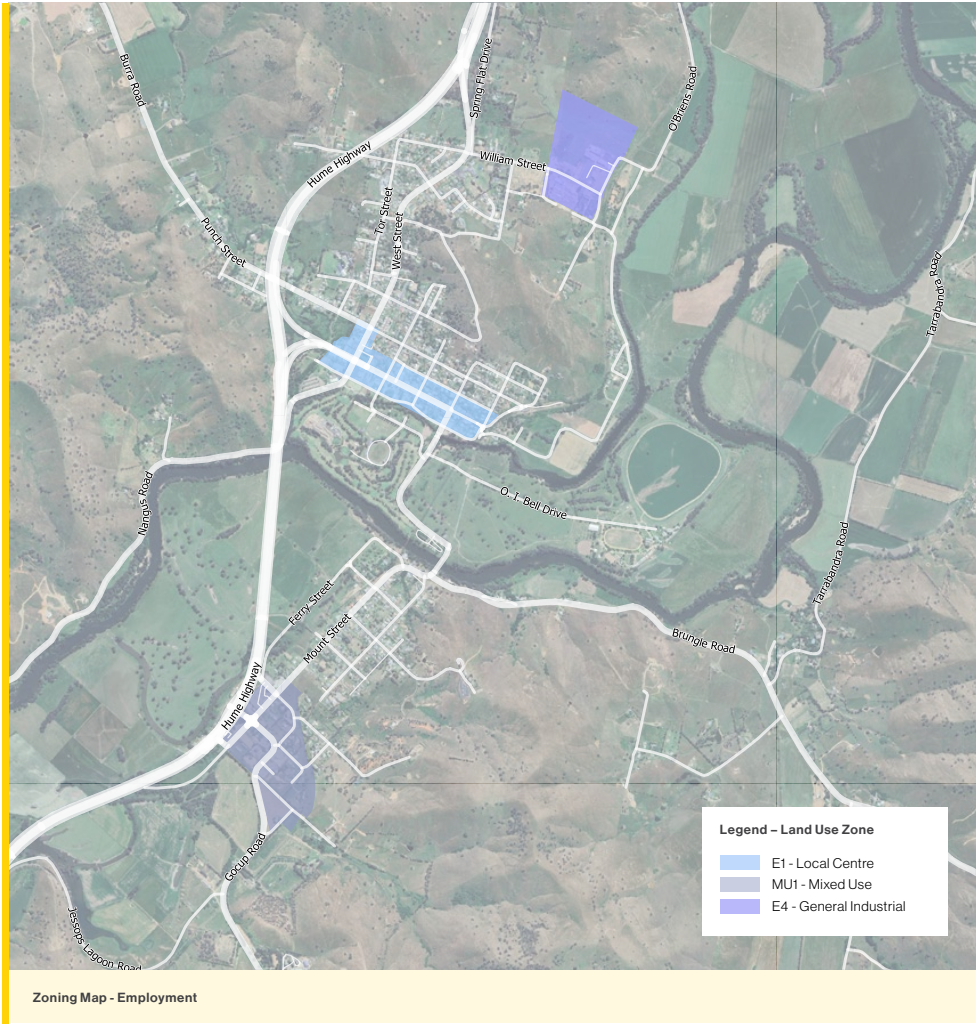 Burra Road
Spring Flat Drive
O'Briens Road
Hume Highway
William Street
Tor Street
West Street
Punch Street
Tarrabandra Road
Nangus Road
O. I. Bell Drive
Tarrabandra Road
Ferry Street
Mount Street
Brungle Road
Hume Highway
Gocup Road
Jessops Lagoon Road
Legend – Land Use Zone
E1 - Local Centre
MU1 - Mixed Use
E4 - General Industrial
Zoning Map - Employment